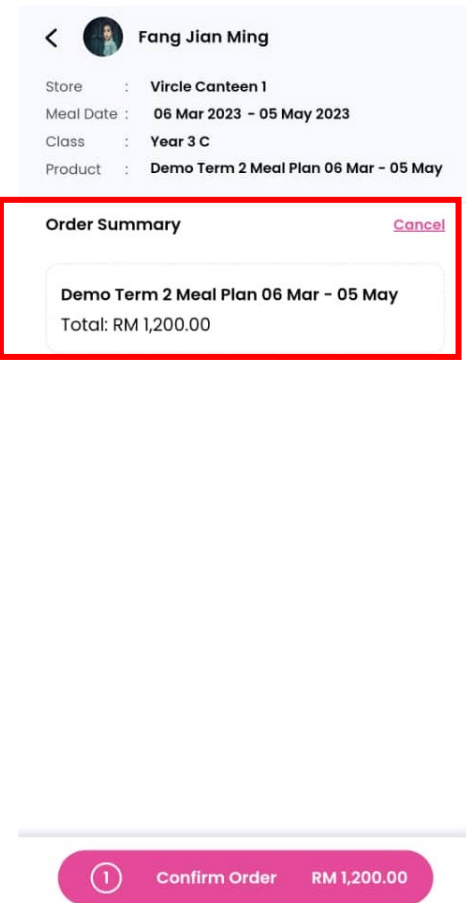 Fang Jian Ming
Store : Vircle Canteen 1
Meal Date : 06 Mar 2023 - 05 May 2023
Class : Year 3 C
Product : Demo Term 2 Meal Plan 06 Mar - 05 May
Order Summary Cancel
Demo Term 2 Meal Plan 06 Mar - 05 May
Total: RM 1,200.00
1 Confirm Order RM 1,200.00